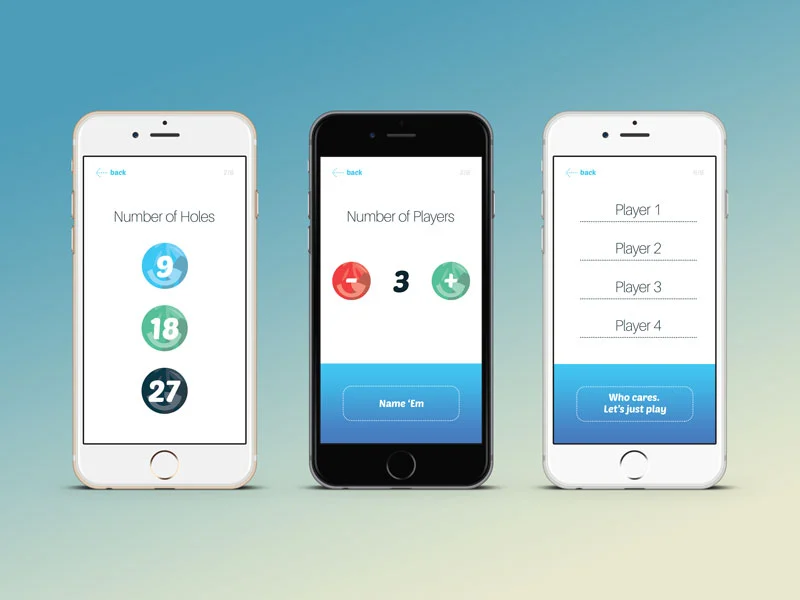 back
Number of Holes
9
18
27
back
Number of Players
- 3 +
Name 'Em
back
Player 1
Player 2
Player 3
Player 4
Who cares.
Let's just play